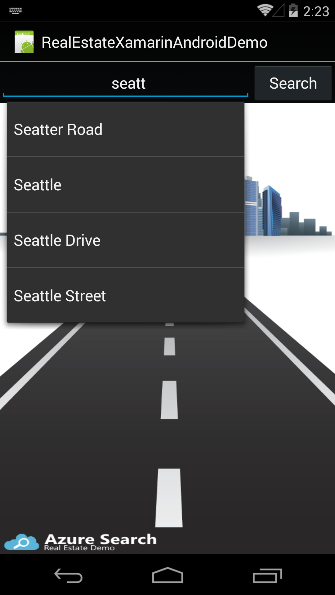 2:23
RealEstateXamarinAndroidDemo
seatt
Search
Seatter Road
Seattle
Seattle Drive
Seattle Street
Azure Search
Real Estate Demo